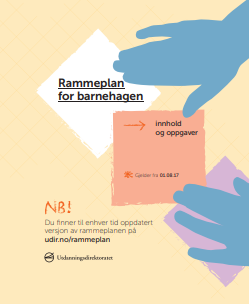 Rammeplan
for barnehagen
innhold
og oppgaver
Gjelder fra 01.08.17
NB!
Du finner til enhver tid oppdatert
versjon av rammeplanen på
udir.no/rammeplan
Utdanningsdirektoratet